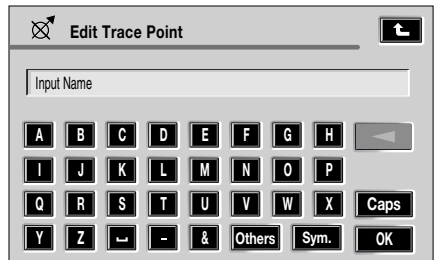 Edit Trace Point
Input Name
A B C D E F G H
I J K L M N O P
Q R S T U V W X Caps
Y Z ⎵ - & Others Sym. OK